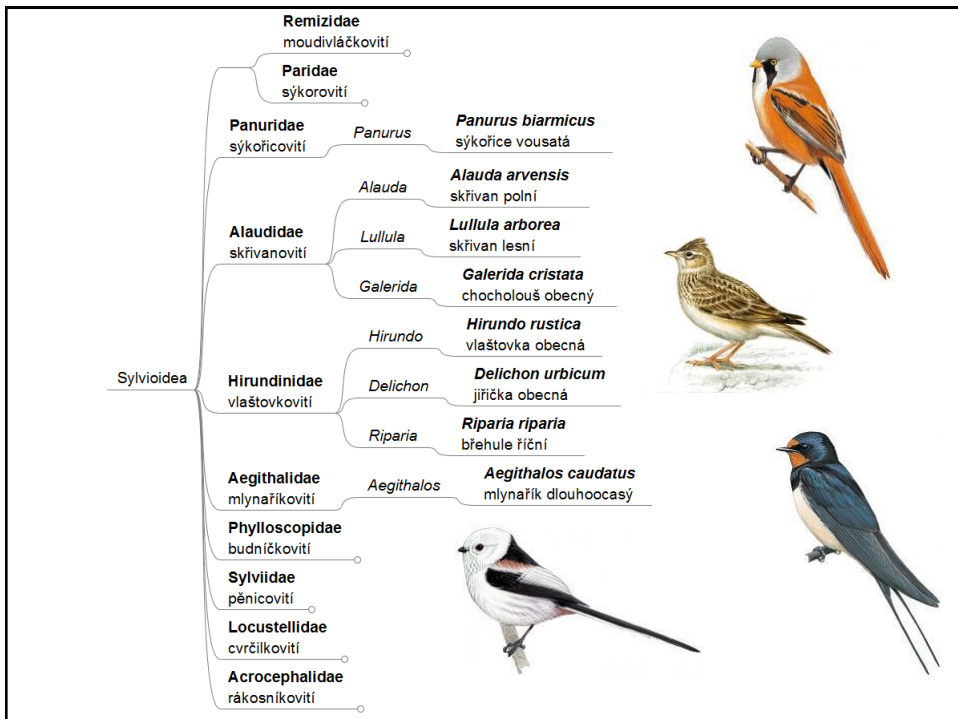 Remizidae
moudivláčkovití
Paridae
sýkorovití
Panuridae
sýkořicovití
Panurus
Panurus biarmicus
sýkořice vousatá
Alaudidae
skřivanovití
Alauda
Alauda arvensis
skřivan polní
Lullula
Lullula arborea
skřivan lesní
Galerida
Galerida cristata
chocholouš obecný
Sylvioidea
Hirundinidae
vlaštovkovití
Hirundo
Hirundo rustica
vlaštovka obecná
Delichon
Delichon urbicum
jiřička obecná
Riparia
Riparia riparia
břehule říční
Aegithalidae
mlynaříkovití
Aegithalos
Aegithalos caudatus
mlynařík dlouhoocasý
Phylloscopidae
budníčkovití
Sylviidae
pěnicovití
Locustellidae
cvrčilkovití
Acrocephalidae
rákosníkovití